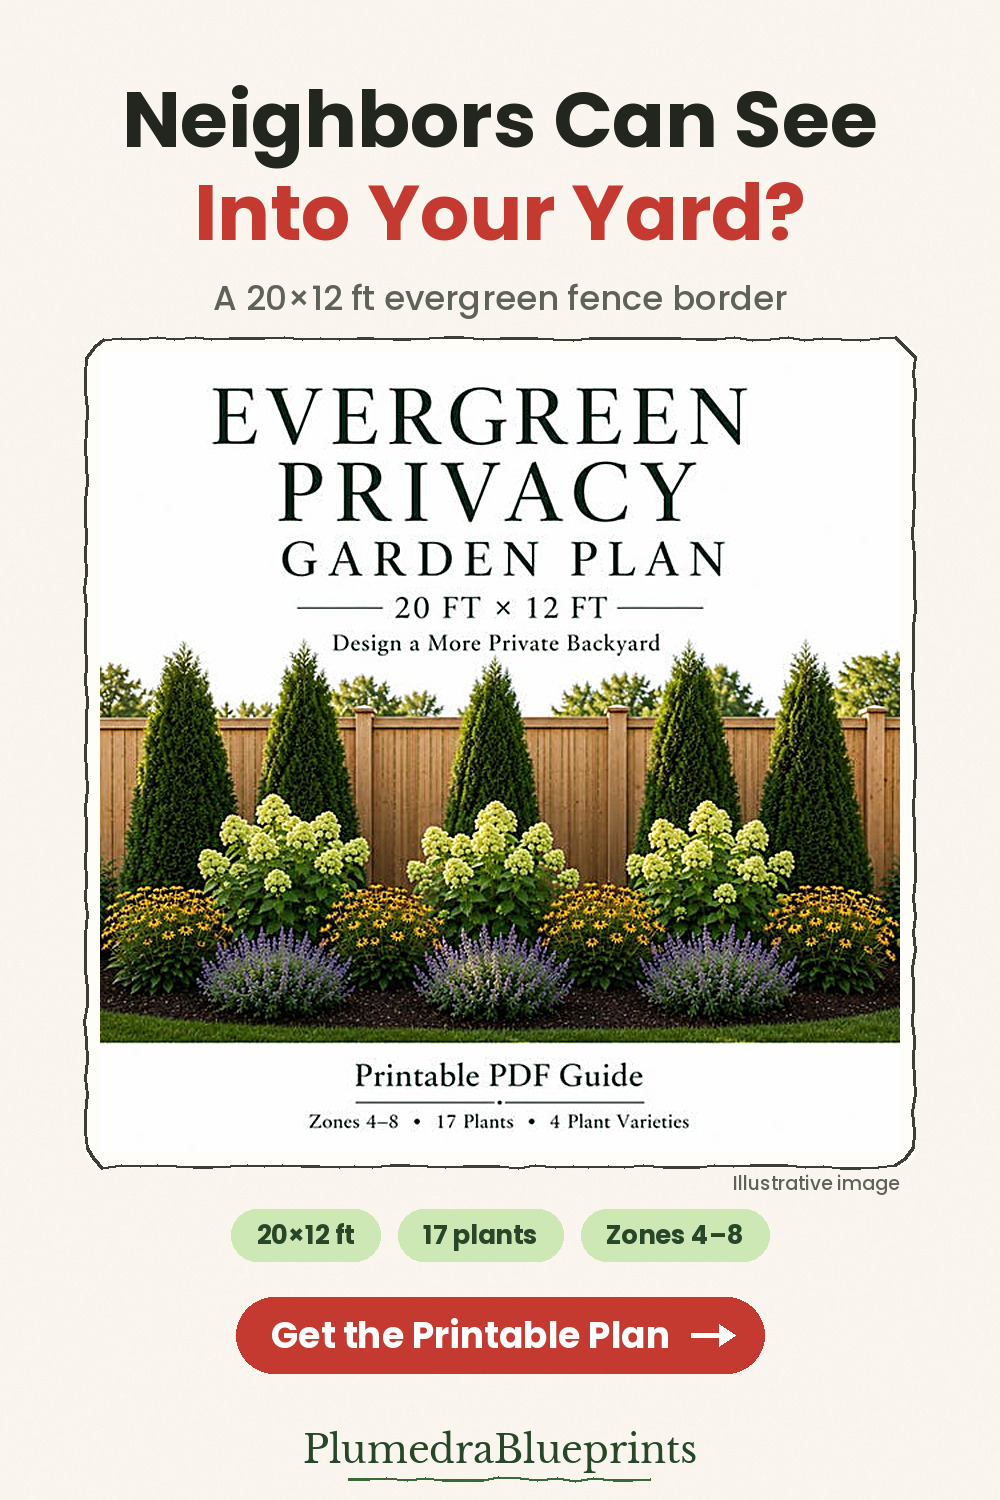 Neighbors Can See
Into Your Yard?
A 20×12 ft evergreen fence border
EVERGREEN
PRIVACY
GARDEN PLAN
20 FT × 12 FT
Design a More Private Backyard
Printable PDF Guide
Zones 4–8 • 17 Plants • 4 Plant Varieties
Illustrative image
20×12 ft 17 plants Zones 4–8
Get the Printable Plan →
PlumedraBlueprints